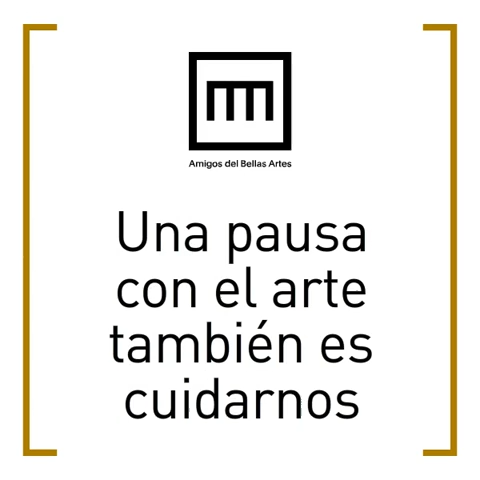 Amigos del Bellas Artes
Una pausa
con el arte
también es
cuidarnos